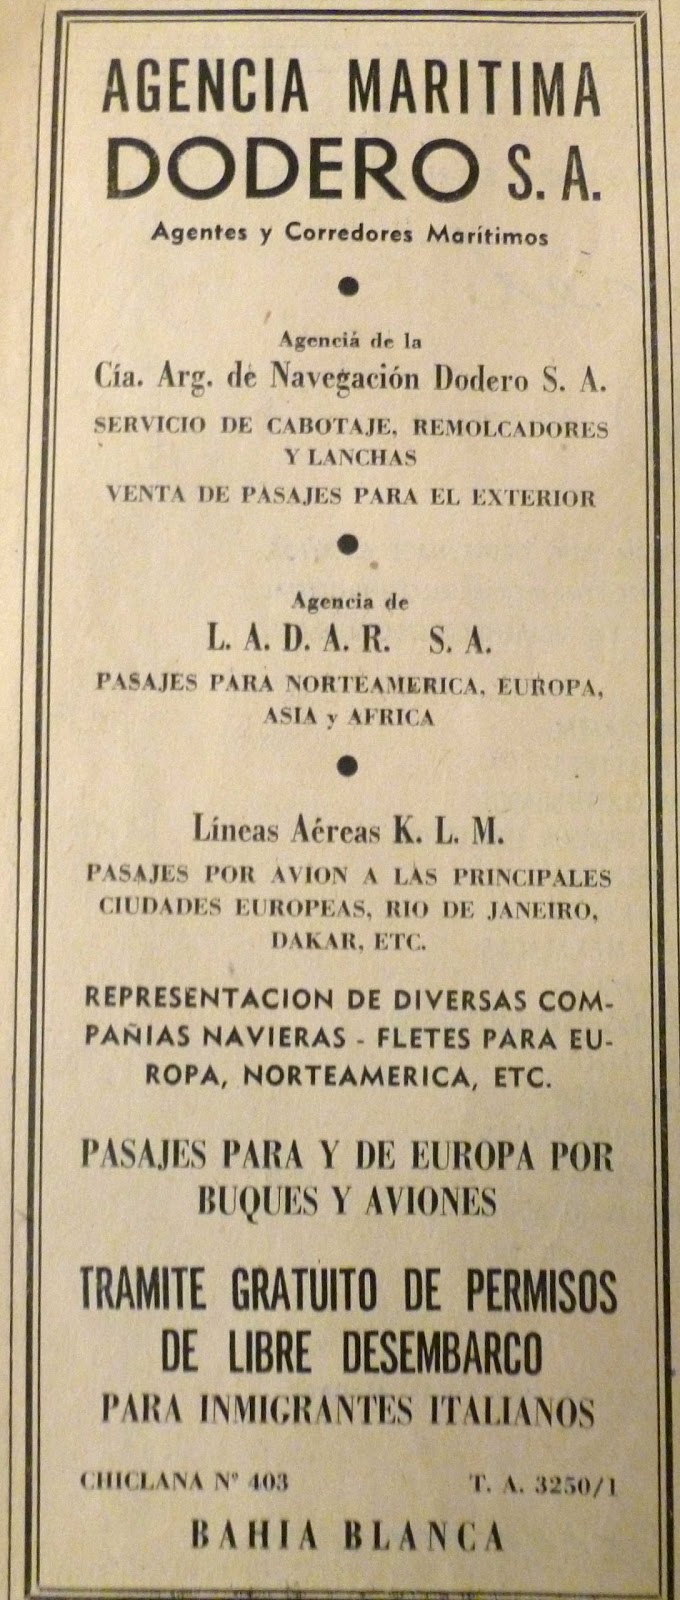 AGENCIA MARITIMA
DODERO S. A.
Agentes y Corredores Marítimos
Agenciá de la
Cía. Arg. de Navegación Dodero S. A.
SERVICIO DE CABOTAJE, REMOLCADORES
Y LANCHAS
VENTA DE PASAJES PARA EL EXTERIOR
Agencia de
L. A. D. A. R. S. A.
PASAJES PARA NORTEAMERICA, EUROPA,
ASIA y AFRICA
Líneas Aéreas K. L. M.
PASAJES POR AVION A LAS PRINCIPALES
CIUDADES EUROPEAS, RIO DE JANEIRO,
DAKAR, ETC.
REPRESENTACION DE DIVERSAS COM-
PAÑIAS NAVIERAS - FLETES PARA EU-
ROPA, NORTEAMERICA, ETC.
PASAJES PARA Y DE EUROPA POR
BUQUES Y AVIONES
TRAMITE GRATUITO DE PERMISOS
DE LIBRE DESEMBARCO
PARA INMIGRANTES ITALIANOS
CHICLANA Nº 403 T. A. 3250/1
BAHIA BLANCA